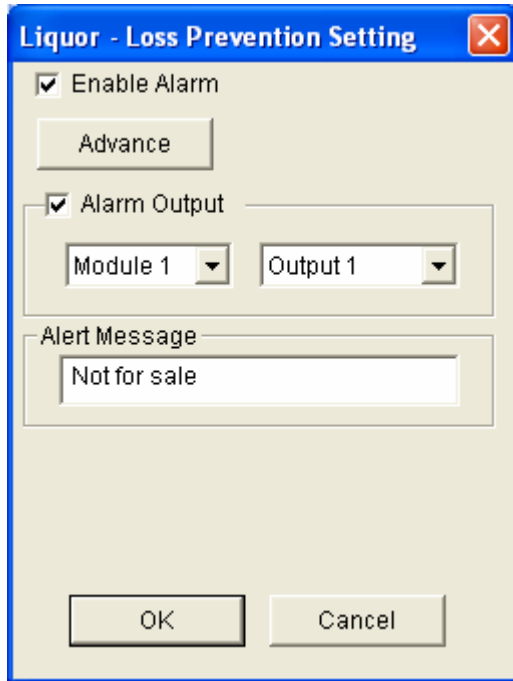 Liquor - Loss Prevention Setting
Enable Alarm
Advance
Alarm Output
Module 1 Output 1
Alert Message
Not for sale
OK Cancel